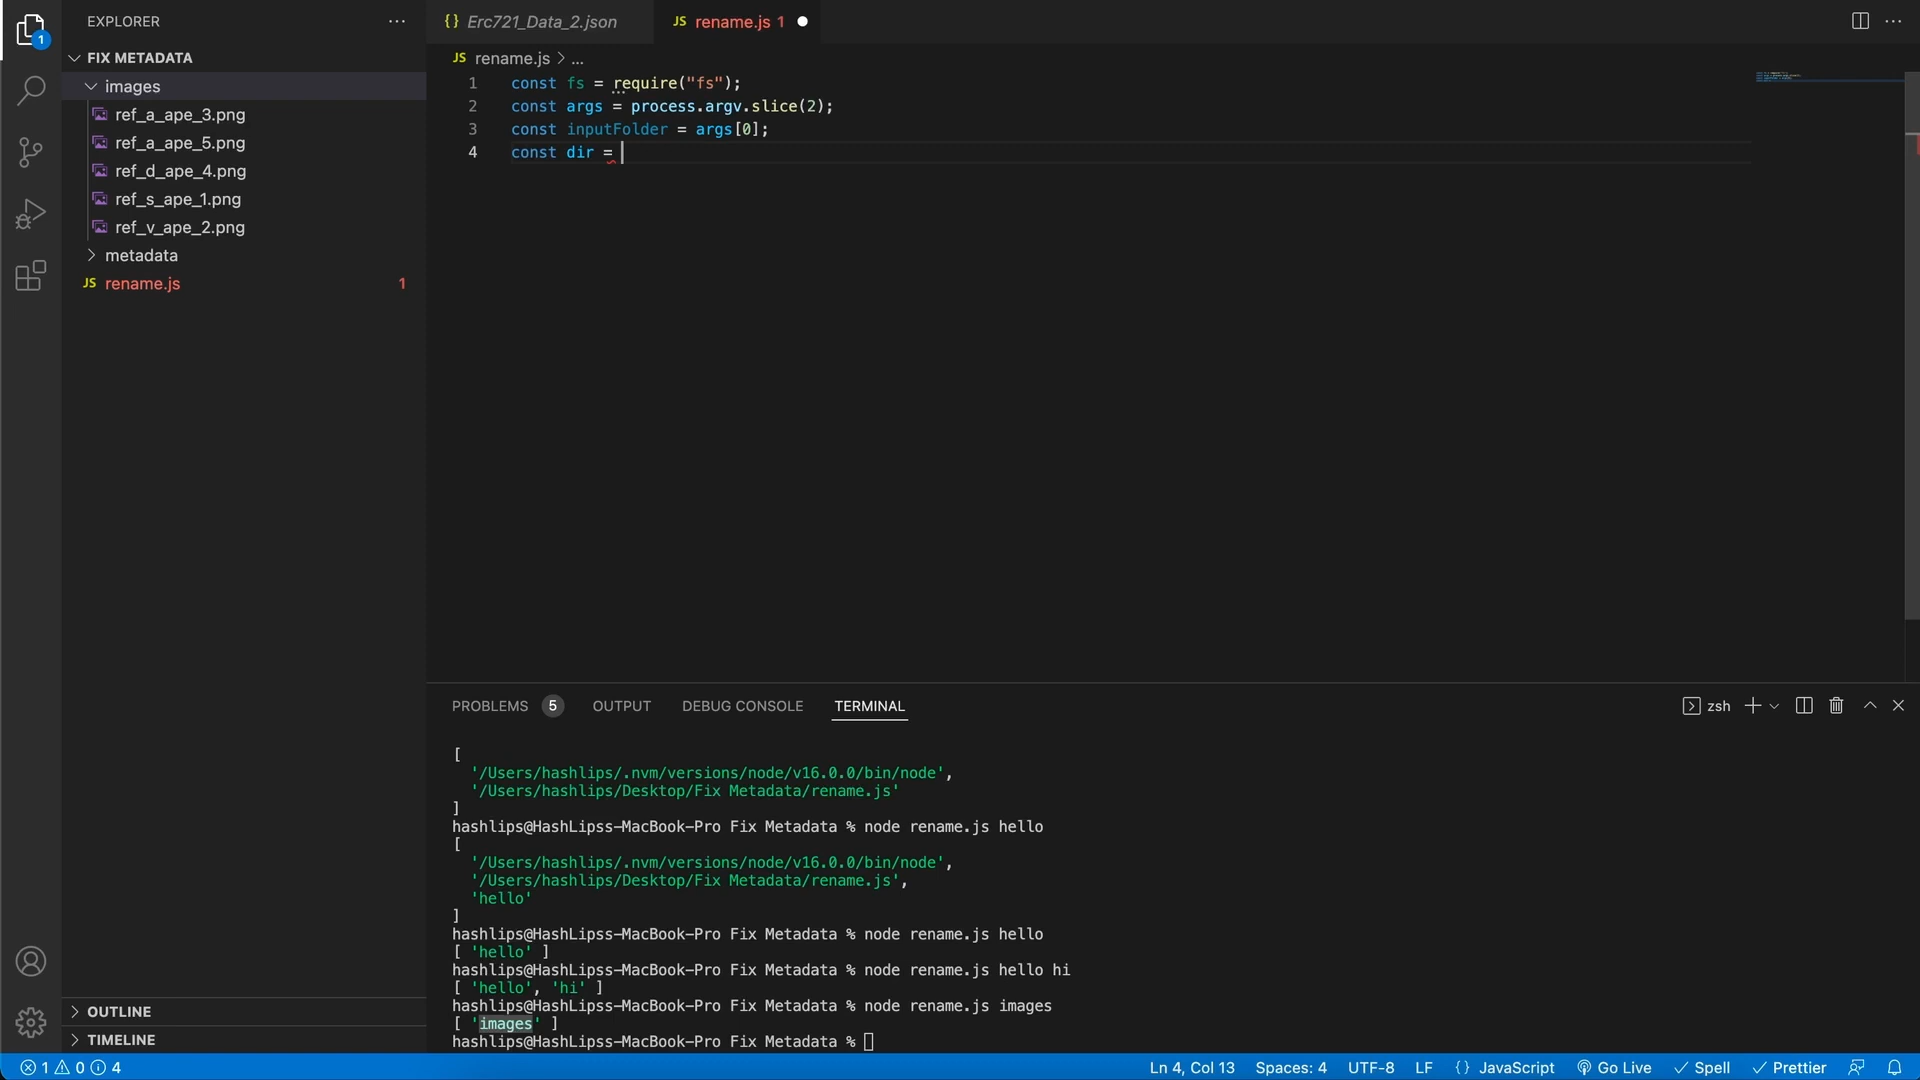 1
EXPLORER
···
{} Erc721_Data_2.json
JS rename.js 1
···
FIX METADATA
images
ref_a_ape_3.png
ref_a_ape_5.png
ref_d_ape_4.png
ref_s_ape_1.png
ref_v_ape_2.png
metadata
JS rename.js 1
OUTLINE
TIMELINE
JS rename.js > ...
1 const fs = require("fs");
2 const args = process.argv.slice(2);
3 const inputFolder = args[0];
4 const dir =
PROBLEMS 5 OUTPUT DEBUG CONSOLE TERMINAL
zsh
[
'/Users/hashlips/.nvm/versions/node/v16.0.0/bin/node',
'/Users/hashlips/Desktop/Fix Metadata/rename.js'
]
hashlips@HashLipss-MacBook-Pro Fix Metadata % node rename.js hello
[
'/Users/hashlips/.nvm/versions/node/v16.0.0/bin/node',
'/Users/hashlips/Desktop/Fix Metadata/rename.js',
'hello'
]
hashlips@HashLipss-MacBook-Pro Fix Metadata % node rename.js hello
[ 'hello' ]
hashlips@HashLipss-MacBook-Pro Fix Metadata % node rename.js hello hi
[ 'hello', 'hi' ]
hashlips@HashLipss-MacBook-Pro Fix Metadata % node rename.js images
[ 'images' ]
hashlips@HashLipss-MacBook-Pro Fix Metadata %
1 0 4 Ln 4, Col 13 Spaces: 4 UTF-8 LF {} JavaScript Go Live Spell Prettier